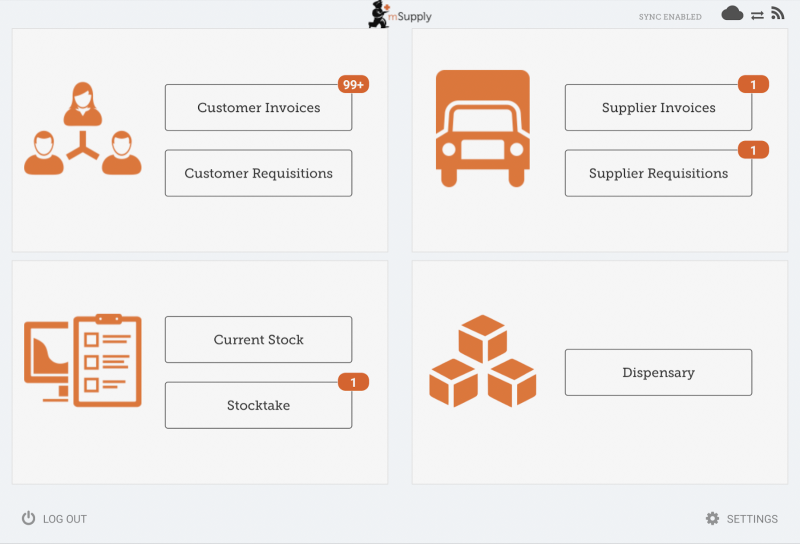 mSupply
SYNC ENABLED
99+
Customer Invoices
Customer Requisitions
1
Supplier Invoices
1
Supplier Requisitions
Current Stock
1
Stocktake
Dispensary
LOG OUT
SETTINGS